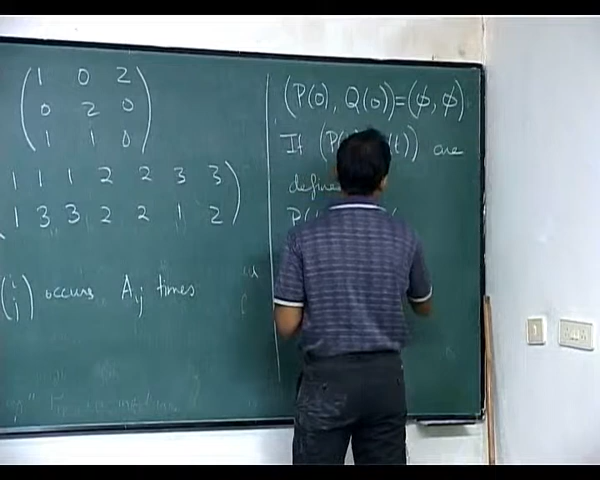 1 0 2
0 2 0
1 1 0
1 1 1 2 2 3 3
1 3 3 2 2 1 2
(i j) occurs Aij times
(P(0), Q(0)) = (ϕ, ϕ)
If (P( t)) are
define
P(